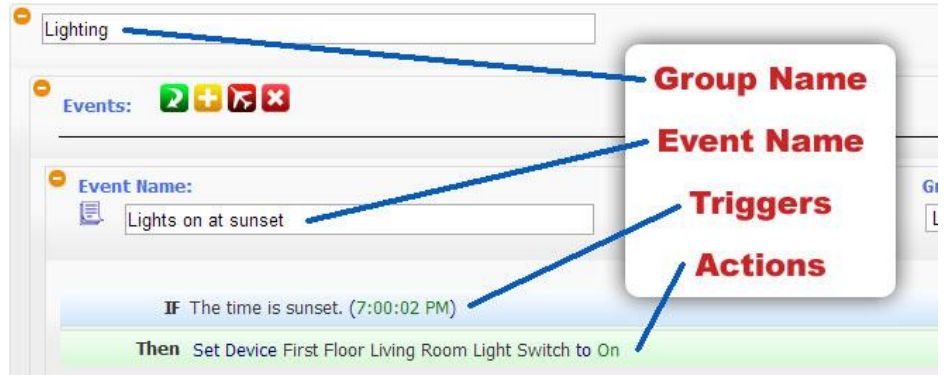 Lighting
Group Name
Events:
Event Name
Event Name:
Lights on at sunset
Triggers
Actions
IF The time is sunset. (7:00:02 PM)
Then Set Device First Floor Living Room Light Switch to On